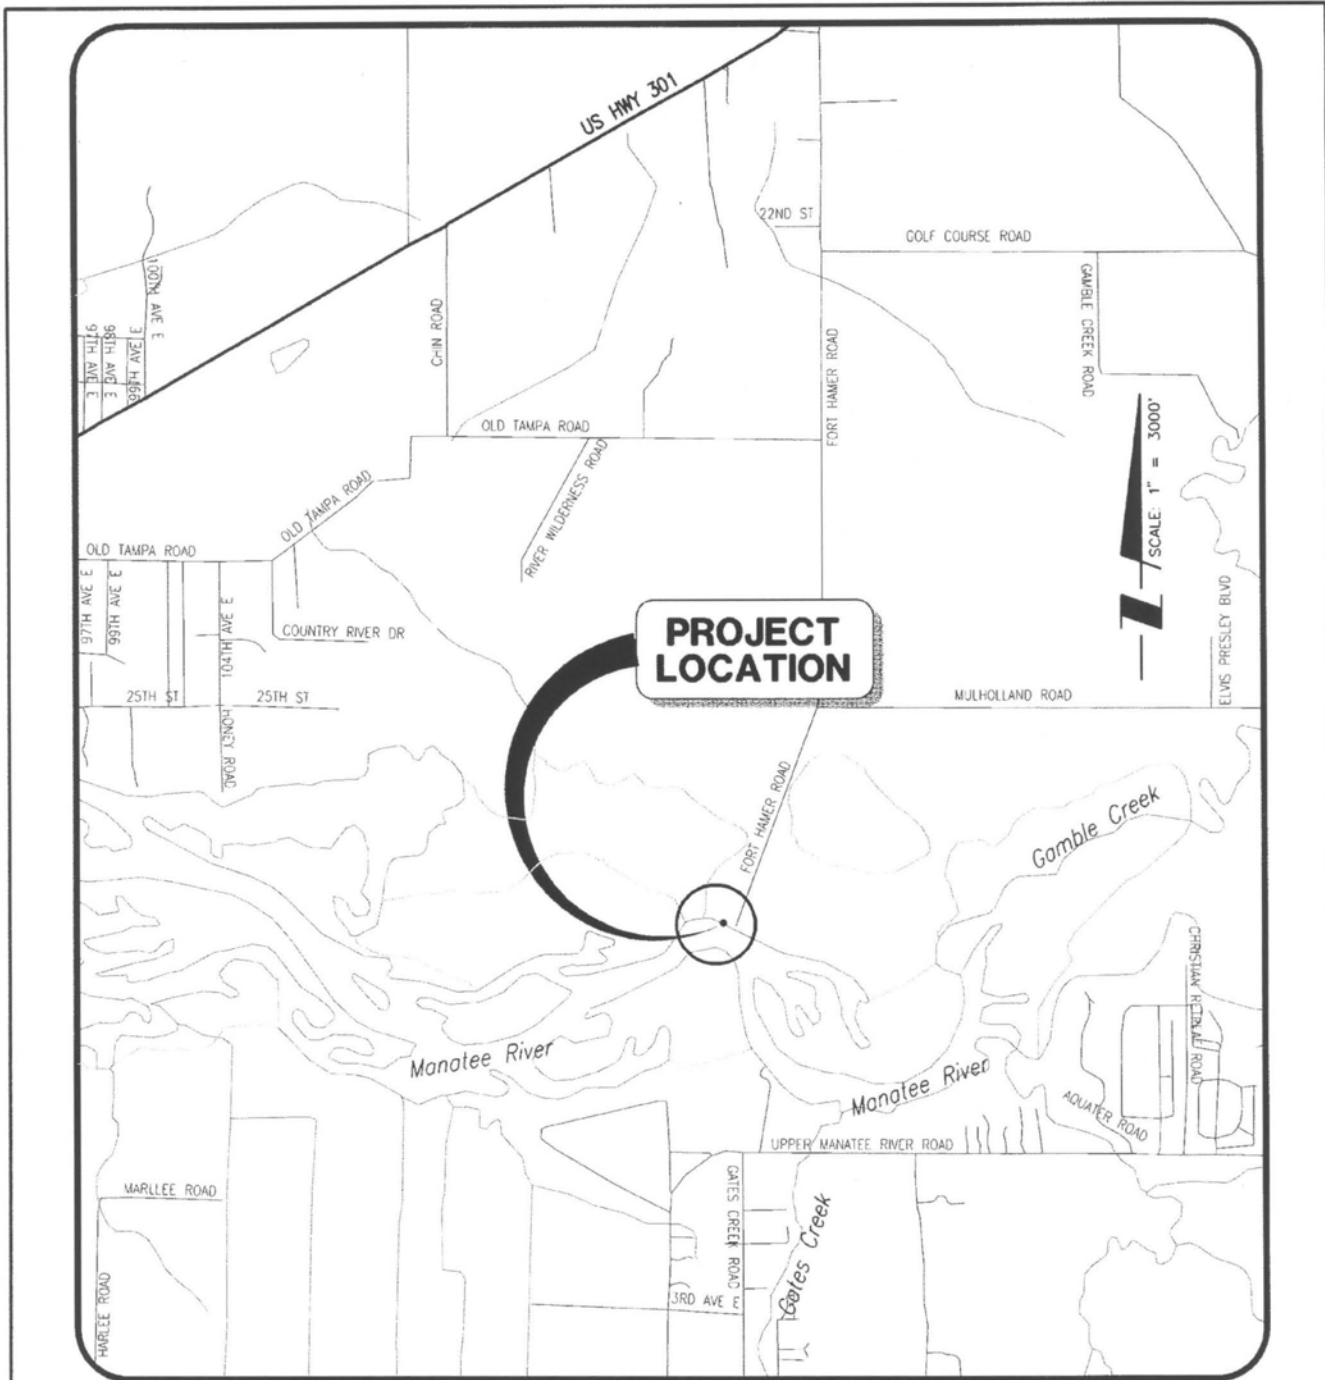 US HWY 301
22ND ST
GOLF COURSE ROAD
100TH AVE E
GAMBLE CREEK ROAD
CHIN ROAD
FORT HAMER ROAD
97TH AVE E
98TH AVE E
99TH AVE E
OLD TAMPA ROAD
SCALE: 1" = 3000'
RIVER WILDERNESS ROAD
OLD TAMPA ROAD
OLD TAMPA ROAD
97TH AVE E
99TH AVE E
104TH AVE E
COUNTRY RIVER DR
PROJECT
LOCATION
ELVIS PRESLEY BLVD
25TH ST
25TH ST
MULHOLLAND ROAD
HONEY ROAD
FORT HAMER ROAD
Gamble Creek
CHRISTIAN RETREAT ROAD
Manatee River
Manatee River
AQUATER ROAD
UPPER MANATEE RIVER ROAD
MARLLEE ROAD
GATES CREEK ROAD
Gates Creek
3RD AVE E
HARLEE ROAD